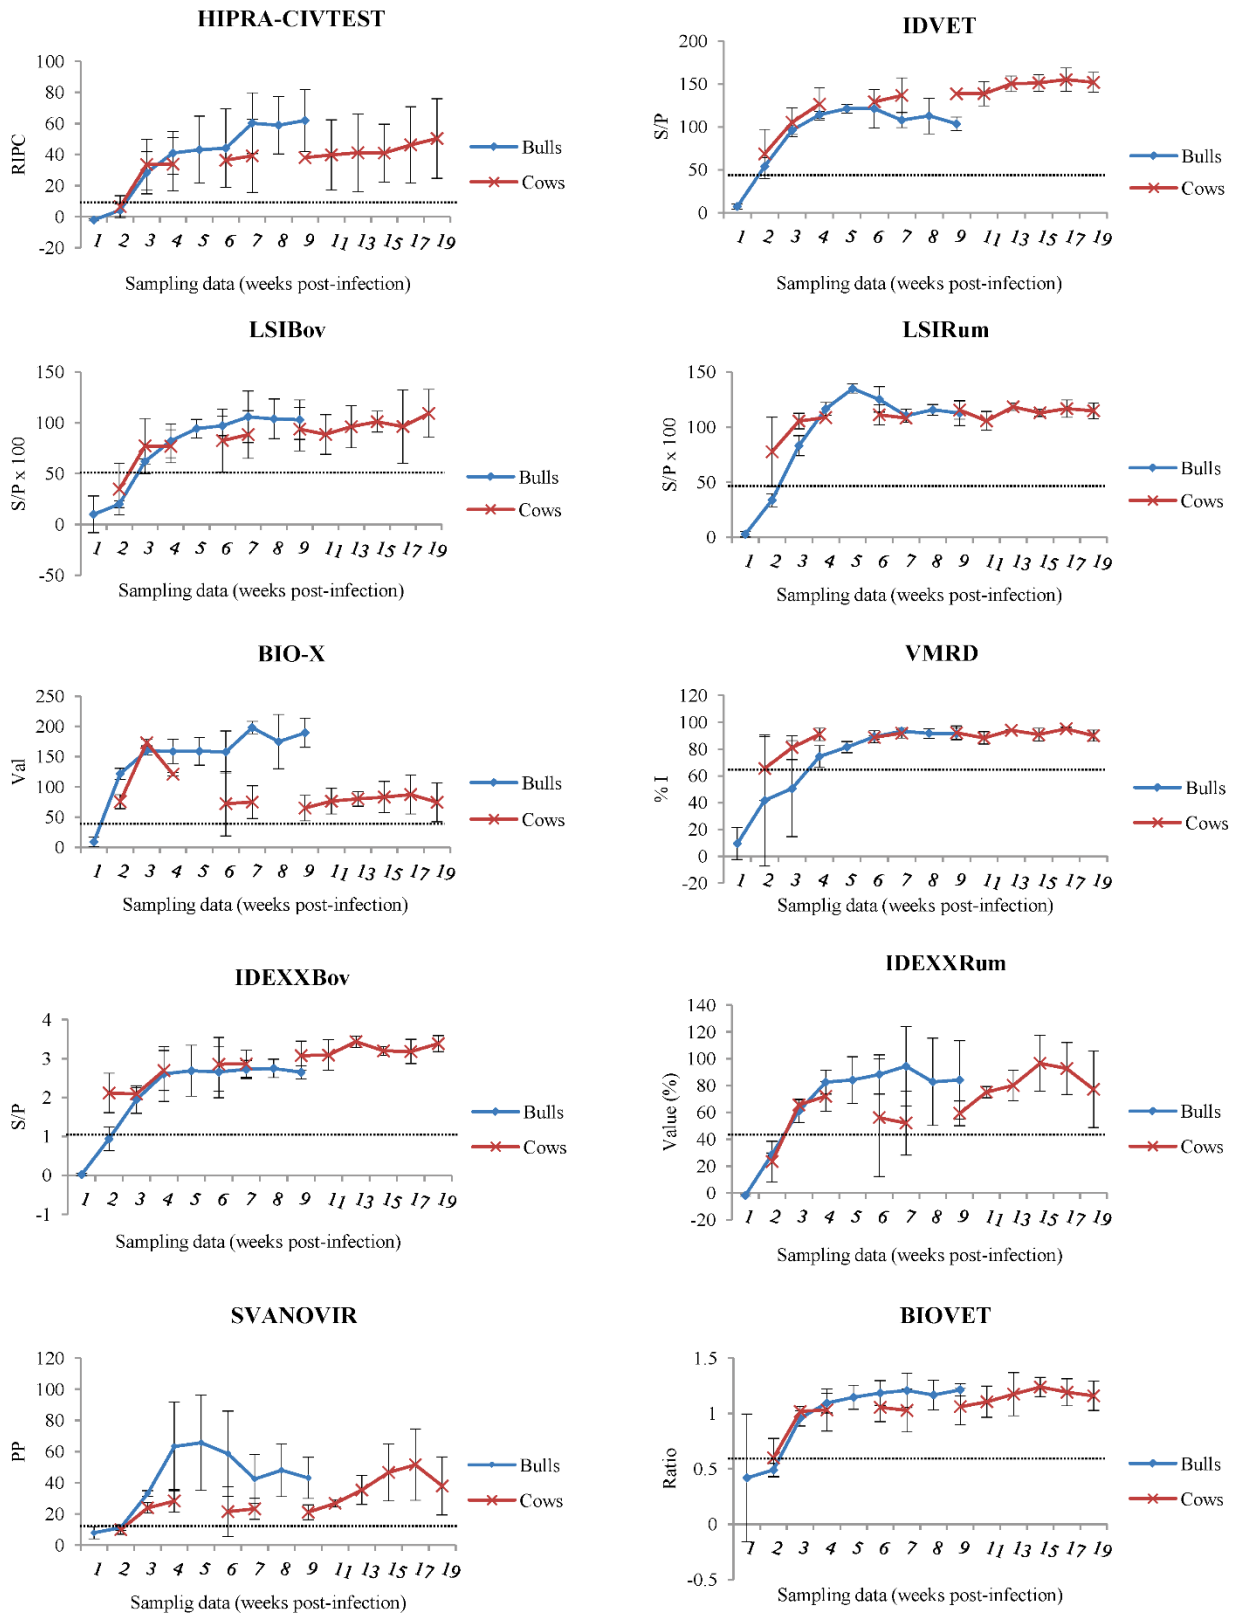 HIPRA-CIVTEST
RIPC
100
80
60
40
20
0
-20
1 2 3 4 5 6 7 8 9 11 13 15 17 19
Sampling data (weeks post-infection)
Bulls
Cows
IDVET
S/P
200
150
100
50
0
1 2 3 4 5 6 7 8 9 11 13 15 17 19
Sampling data (weeks post-infection)
Bulls
Cows
LSIBov
S/P x 100
150
100
50
0
-50
1 2 3 4 5 6 7 8 9 11 13 15 17 19
Sampling data (weeks post-infection)
Bulls
Cows
LSIRum
S/P x 100
150
100
50
0
1 2 3 4 5 6 7 8 9 11 13 15 17 19
Sampling data (weeks post-infection)
Bulls
Cows
BIO-X
Val
250
200
150
100
50
0
1 2 3 4 5 6 7 8 9 11 13 15 17 19
Sampling data (weeks post-infection)
Bulls
Cows
VMRD
% I
120
100
80
60
40
20
0
-20
1 2 3 4 5 6 7 8 9 11 13 15 17 19
Samplig data (weeks post-infection)
Bulls
Cows
IDEXXBov
S/P
4
3
2
1
0
-1
1 2 3 4 5 6 7 8 9 11 13 15 17 19
Sampling data (weeks post-infection)
Bulls
Cows
IDEXXRum
Value (%)
140
120
100
80
60
40
20
0
-20
1 2 3 4 5 6 7 8 9 11 13 15 17 19
Sampling data (weeks post-infection)
Bulls
Cows
SVANOVIR
PP
120
100
80
60
40
20
0
1 2 3 4 5 6 7 8 9 11 13 15 17 19
Samplig data (weeks post-infection)
Bulls
Cows
BIOVET
Ratio
1.5
1
0.5
0
-0.5
1 2 3 4 5 6 7 8 9 11 13 15 17 19
Sampling data (weeks post-infection)
Bulls
Cows